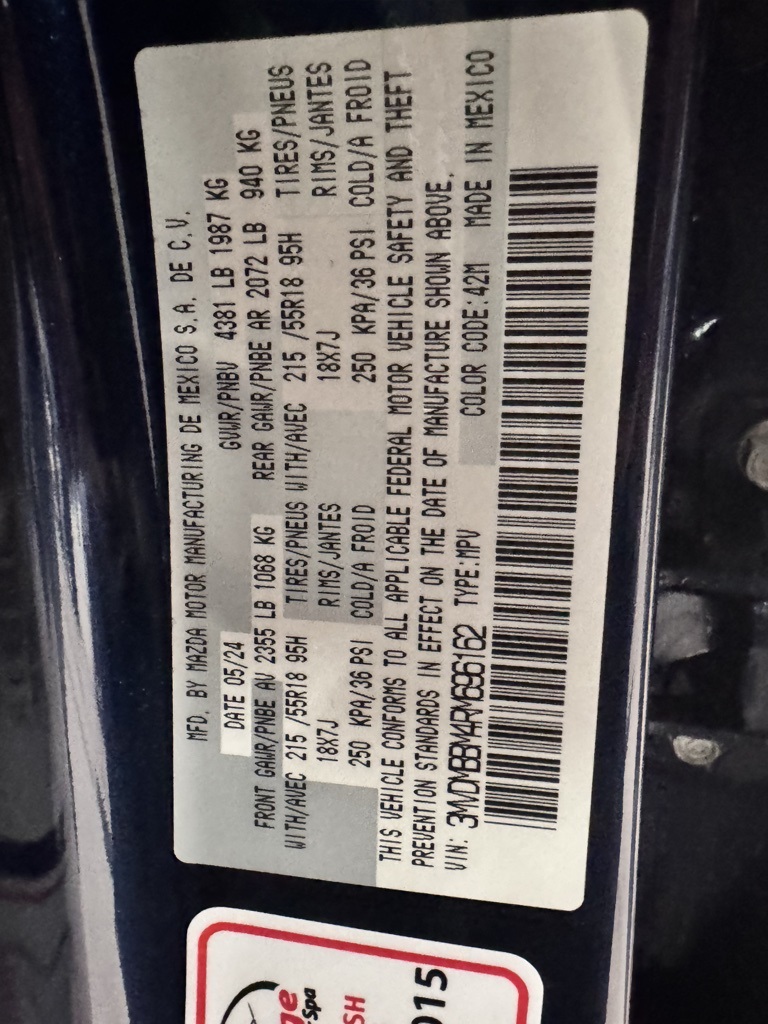 MFD. BY MAZDA MOTOR MANUFACTURING DE MEXICO S.A. DE C.V.
DATE 05/24 GVWR/PNBV 4381 LB 1987 KG
FRONT GAWR/PNBE AV 2355 LB 1068 KG REAR GAWR/PNBE AR 2072 LB 940 KG
WITH/AVEC 215 /55R18 95H TIRES/PNEUS WITH/AVEC 215 /55R18 95H TIRES/PNEUS
18X7J RIMS/JANTES 18X7J RIMS/JANTES
250 KPA/36 PSI COLD/A FROID 250 KPA/36 PSI COLD/A FROID
THIS VEHICLE CONFORMS TO ALL APPLICABLE FEDERAL MOTOR VEHICLE SAFETY AND THEFT
PREVENTION STANDARDS IN EFFECT ON THE DATE OF MANUFACTURE SHOWN ABOVE.
VIN: 3MVDMBBM4RM696162 TYPE:MPV COLOR CODE:42M MADE IN MEXICO
ge
Spa
SH
015